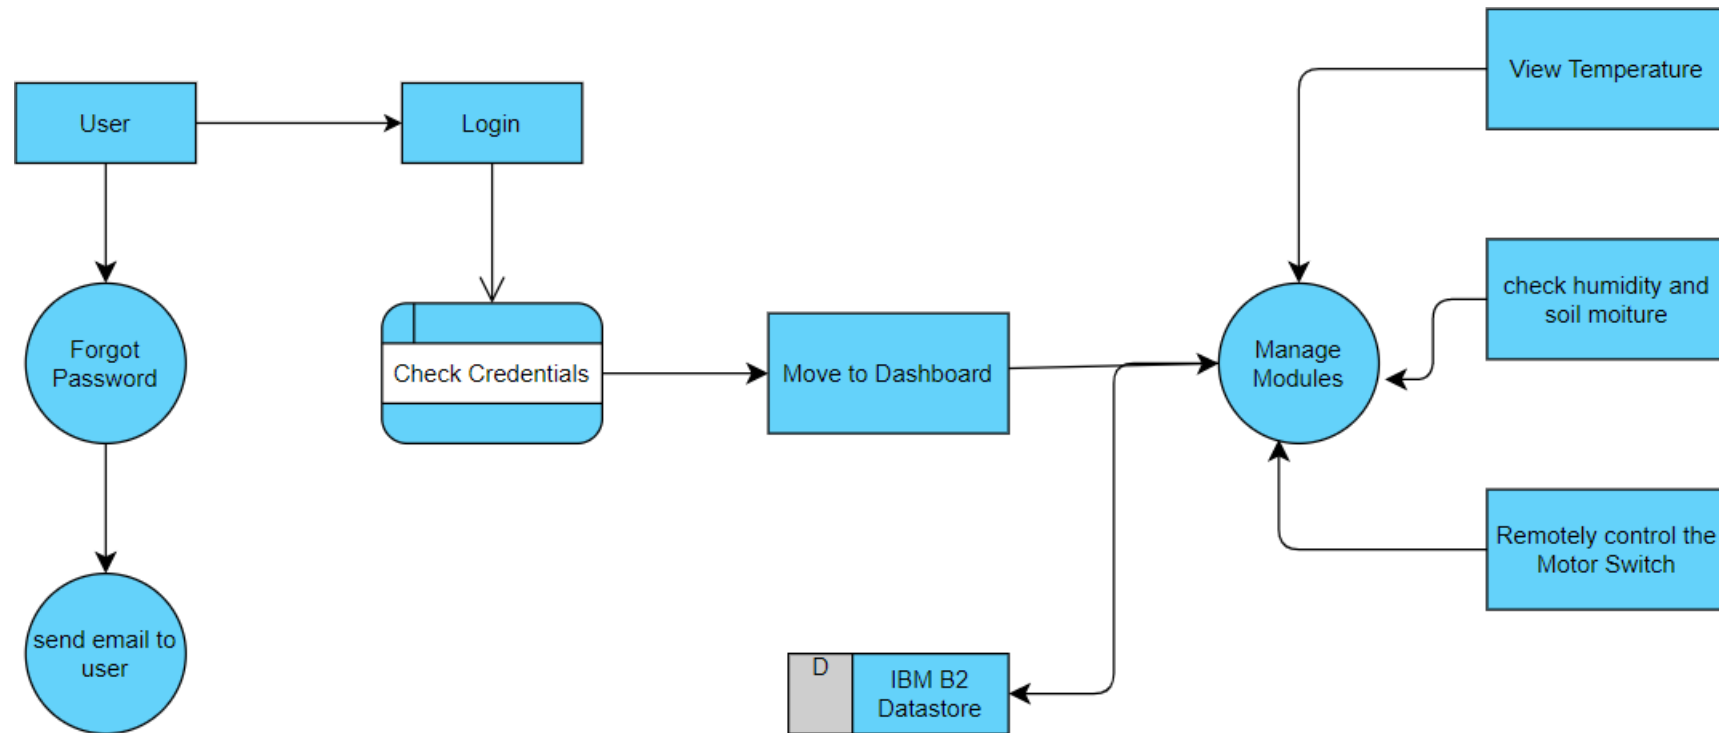 User
Login
View Temperature
Forgot
Password
Check Credentials
Move to Dashboard
Manage
Modules
check humidity and
soil moiture
Remotely control the
Motor Switch
send email to
user
D
IBM B2
Datastore